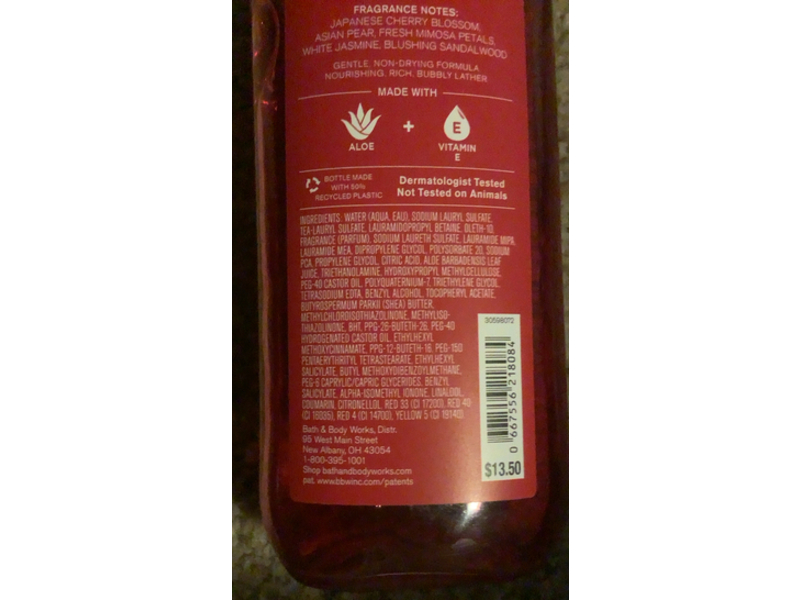 FRAGRANCE NOTES:
JAPANESE CHERRY BLOSSOM,
ASIAN PEAR, FRESH MIMOSA PETALS,
WHITE JASMINE, BLUSHING SANDALWOOD
GENTLE, NON-DRYING FORMULA
NOURISHING, RICH, BUBBLY LATHER
MADE WITH
ALOE
+
E
VITAMIN
E
BOTTLE MADE
WITH 50%
RECYCLED PLASTIC
Dermatologist Tested
Not Tested on Animals
INGREDIENTS: WATER (AQUA, EAU), SODIUM LAURYL SULFATE,
TEA-LAURYL SULFATE, LAURAMIDOPROPYL BETAINE, OLETH-10,
FRAGRANCE (PARFUM), SODIUM LAURETH SULFATE, LAURAMIDE MIPA,
LAURAMIDE MEA, DIPROPYLENE GLYCOL, POLYSORBATE 20, SODIUM
PCA, PROPYLENE GLYCOL, CITRIC ACID, ALOE BARBADENSIS LEAF
JUICE, TRIETHANOLAMINE, HYDROXYPROPYL METHYLCELLULOSE,
PEG-40 CASTOR OIL, POLYQUATERNIUM-7, TRIETHYLENE GLYCOL,
TETRASODIUM EDTA, BENZYL ALCOHOL, TOCOPHERYL ACETATE,
BUTYROSPERMUM PARKII (SHEA) BUTTER,
METHYLCHLOROISOTHIAZOLINONE, METHYLISO-
THIAZOLINONE, BHT, PPG-26-BUTETH-26, PEG-40
HYDROGENATED CASTOR OIL, ETHYLHEXYL
METHOXYCINNAMATE, PPG-12-BUTETH-16, PEG-150
PENTAERYTHRITYL TETRASTEARATE, ETHYLHEXYL
SALICYLATE, BUTYL METHOXYDIBENZOYLMETHANE,
PEG-6 CAPRYLIC/CAPRIC GLYCERIDES, BENZYL
SALICYLATE, ALPHA-ISOMETHYL IONONE, LINALOOL,
COUMARIN, CITRONELLOL, RED 33 (CI 17200), RED 40
(CI 16035), RED 4 (CI 14700), YELLOW 5 (CI 19140)
Bath & Body Works, Distr.
95 West Main Street
New Albany, OH 43054
1-800-395-1001
Shop bathandbodyworks.com
pat. www.bbwinc.com/patents
30598072
0 667556 218084
$13.50